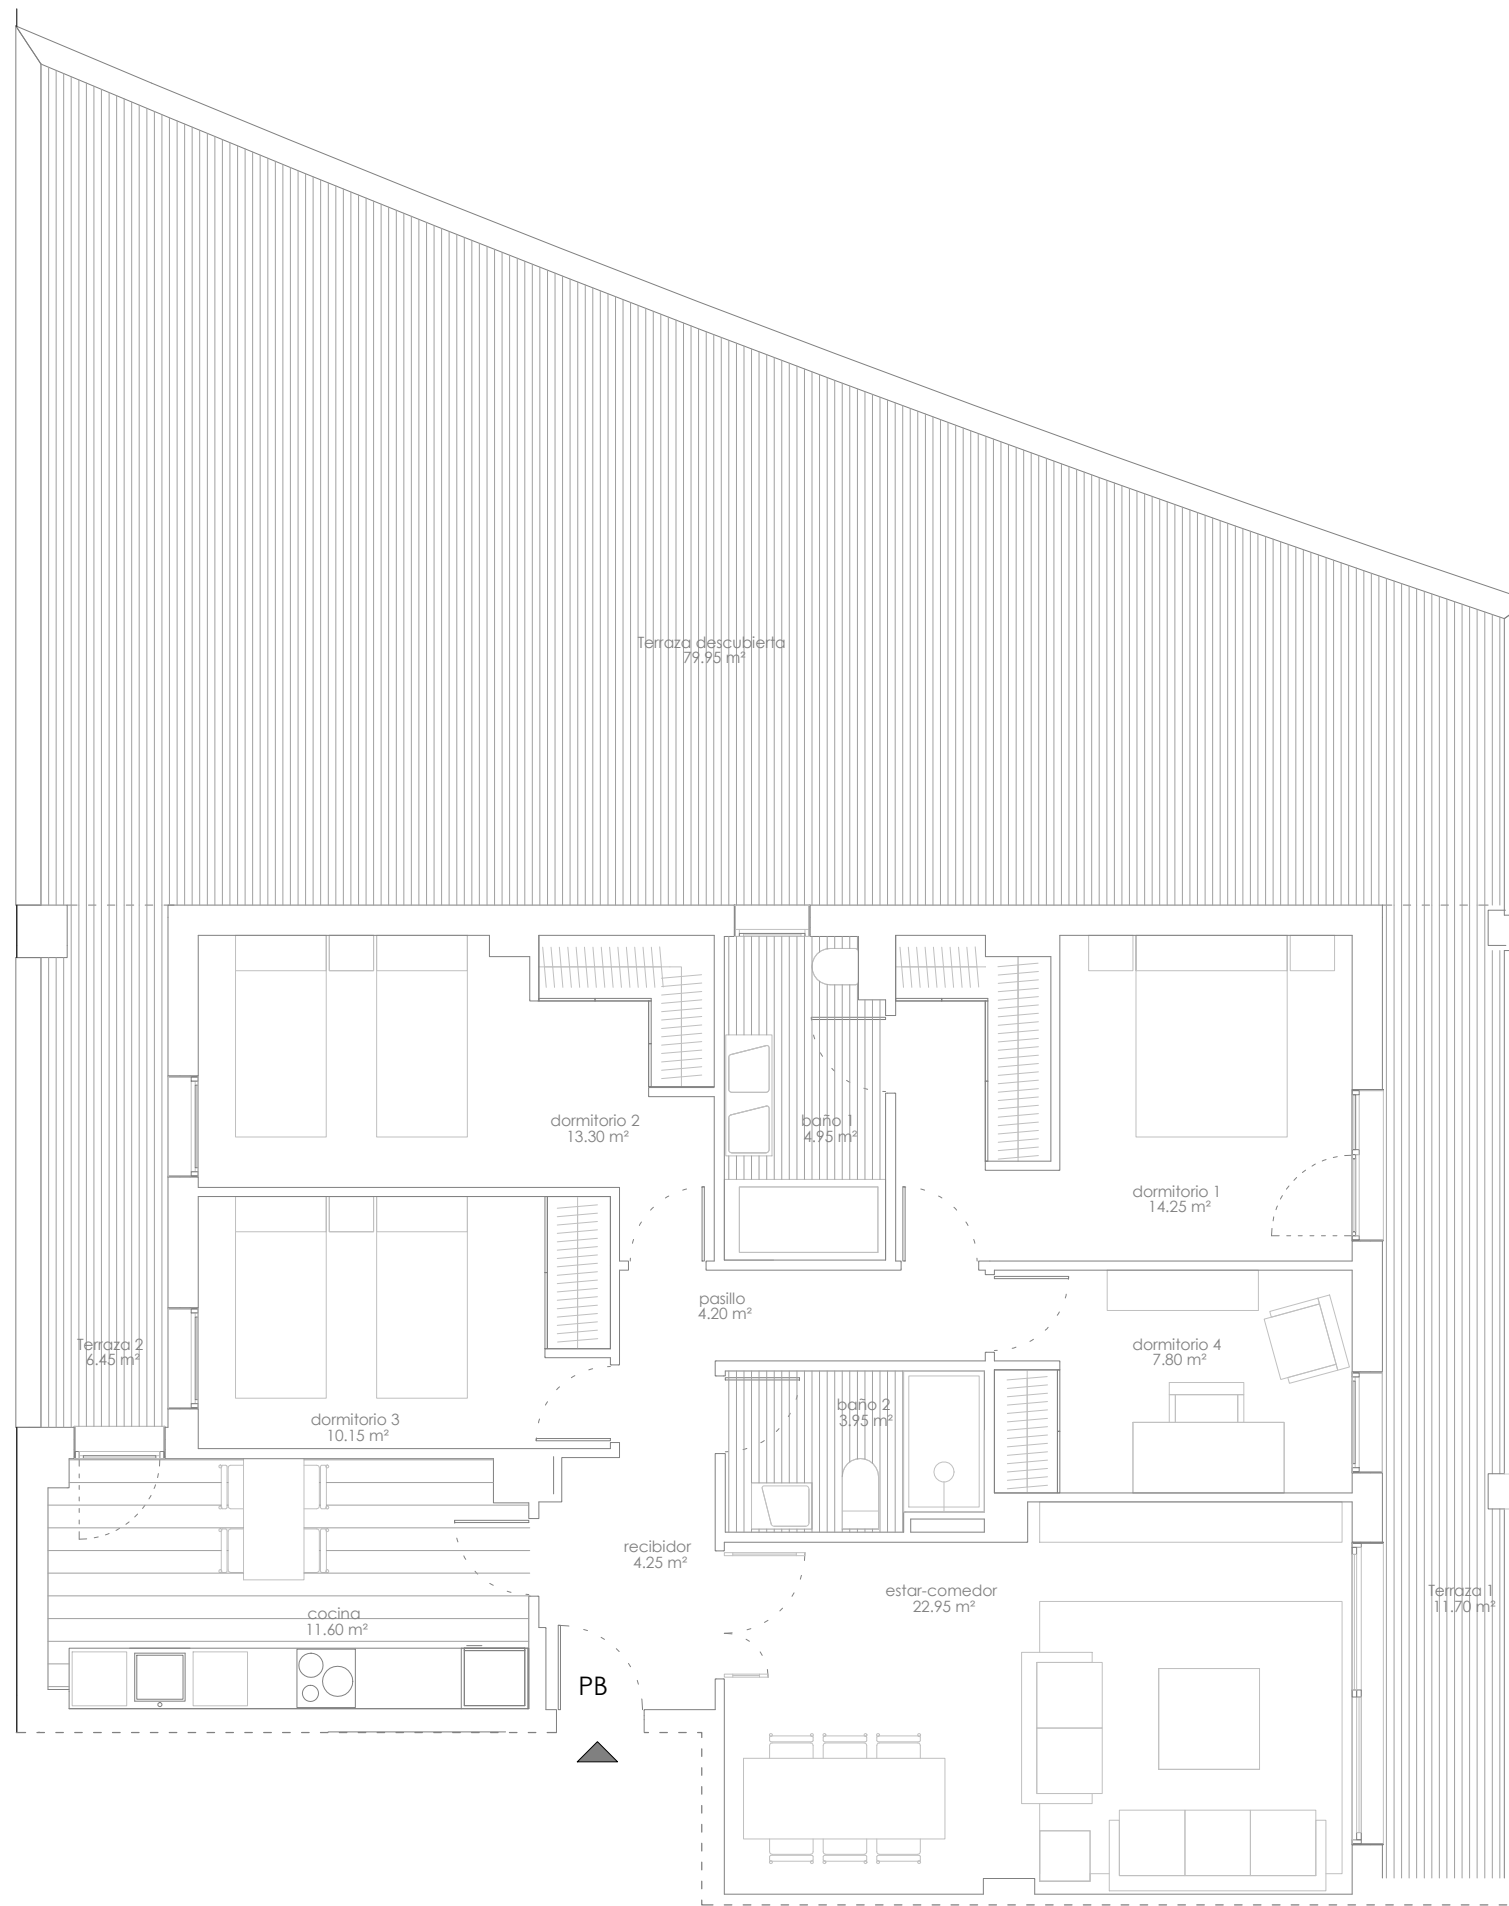 Terraza descubierta
79.95 m²
dormitorio 2
13.30 m²
baño 1
4.95 m²
dormitorio 1
14.25 m²
pasillo
4.20 m²
Terraza 2
6.45 m²
dormitorio 4
7.80 m²
dormitorio 3
10.15 m²
baño 2
3.95 m²
recibidor
4.25 m²
estar-comedor
22.95 m²
Terraza 1
11.70 m²
cocina
11.60 m²
PB